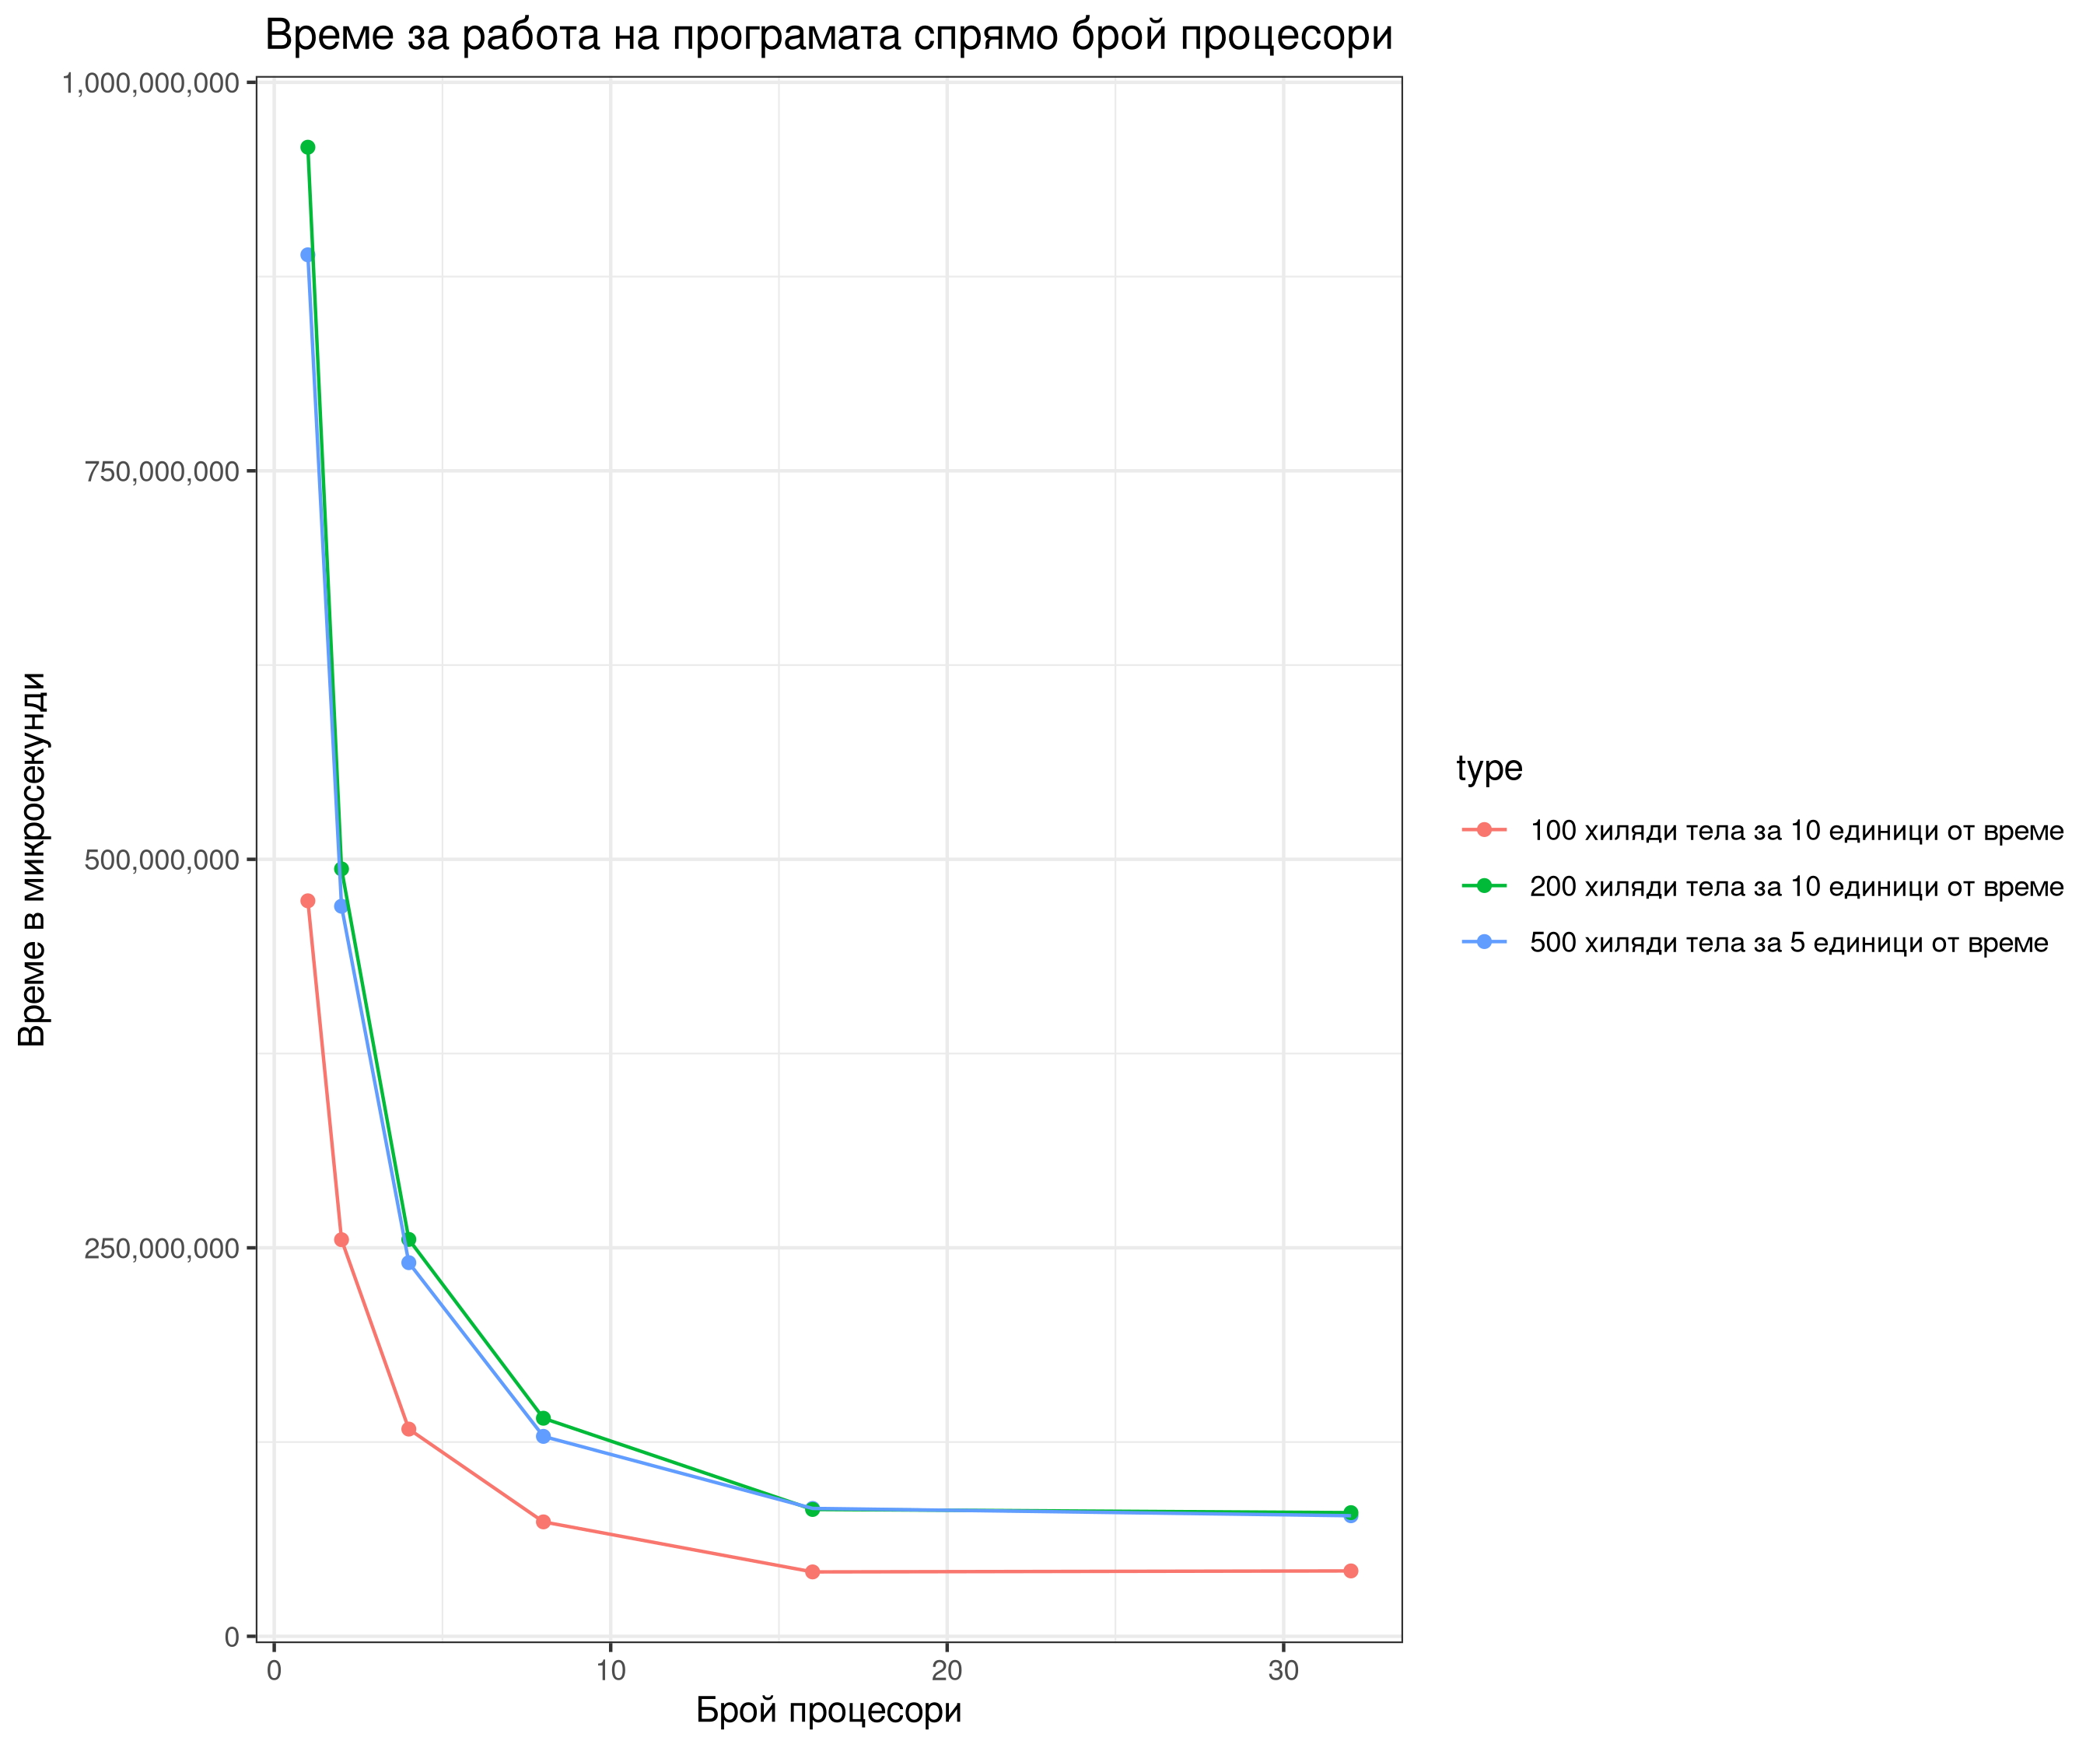 Време за работа на програмата спрямо брой процесори
1,000,000,000
750,000,000
500,000,000
250,000,000
0
Време в микросекунди
0
10
20
30
Брой процесори
type
100 хиляди тела за 10 единици от време
200 хиляди тела за 10 единици от време
500 хиляди тела за 5 единици от време